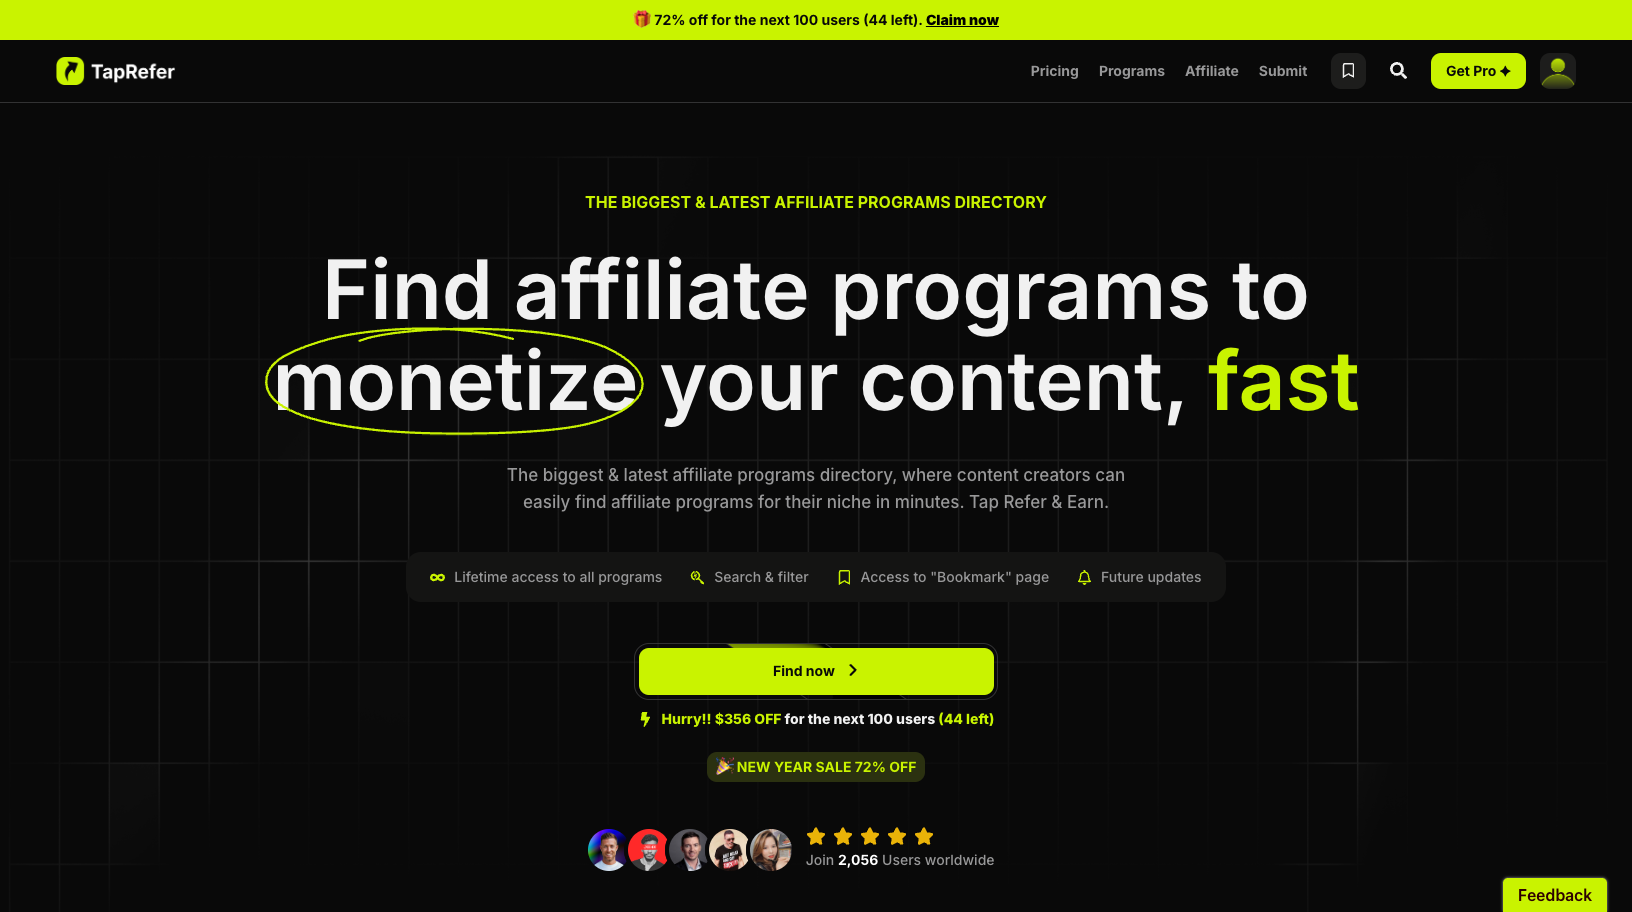 72% off for the next 100 users (44 left). Claim now
TapRefer
Pricing Programs Affiliate Submit Get Pro
THE BIGGEST & LATEST AFFILIATE PROGRAMS DIRECTORY
Find affiliate programs to
monetize your content, fast
The biggest & latest affiliate programs directory, where content creators can
easily find affiliate programs for their niche in minutes. Tap Refer & Earn.
Lifetime access to all programs Search & filter Access to "Bookmark" page Future updates
Find now
Hurry!! $356 OFF for the next 100 users (44 left)
NEW YEAR SALE 72% OFF
Join 2,056 Users worldwide
Feedback